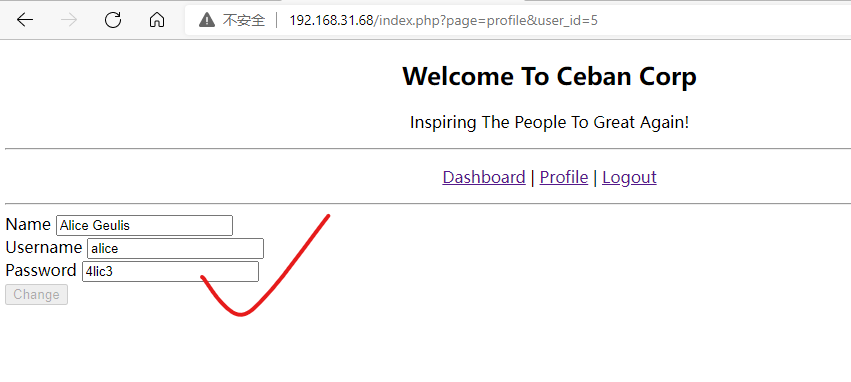 不安全 192.168.31.68/index.php?page=profile&user_id=5
Welcome To Ceban Corp
Inspiring The People To Great Again!
Dashboard | Profile | Logout
Name Alice Geulis
Username alice
Password 4lic3
Change